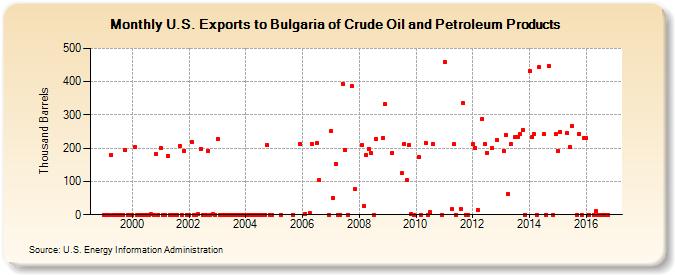 Monthly U.S. Exports to Bulgaria of Crude Oil and Petroleum Products
Thousand Barrels
500
400
300
200
100
0
2000 2002 2004 2006 2008 2010 2012 2014 2016
Source: U.S. Energy Information Administration